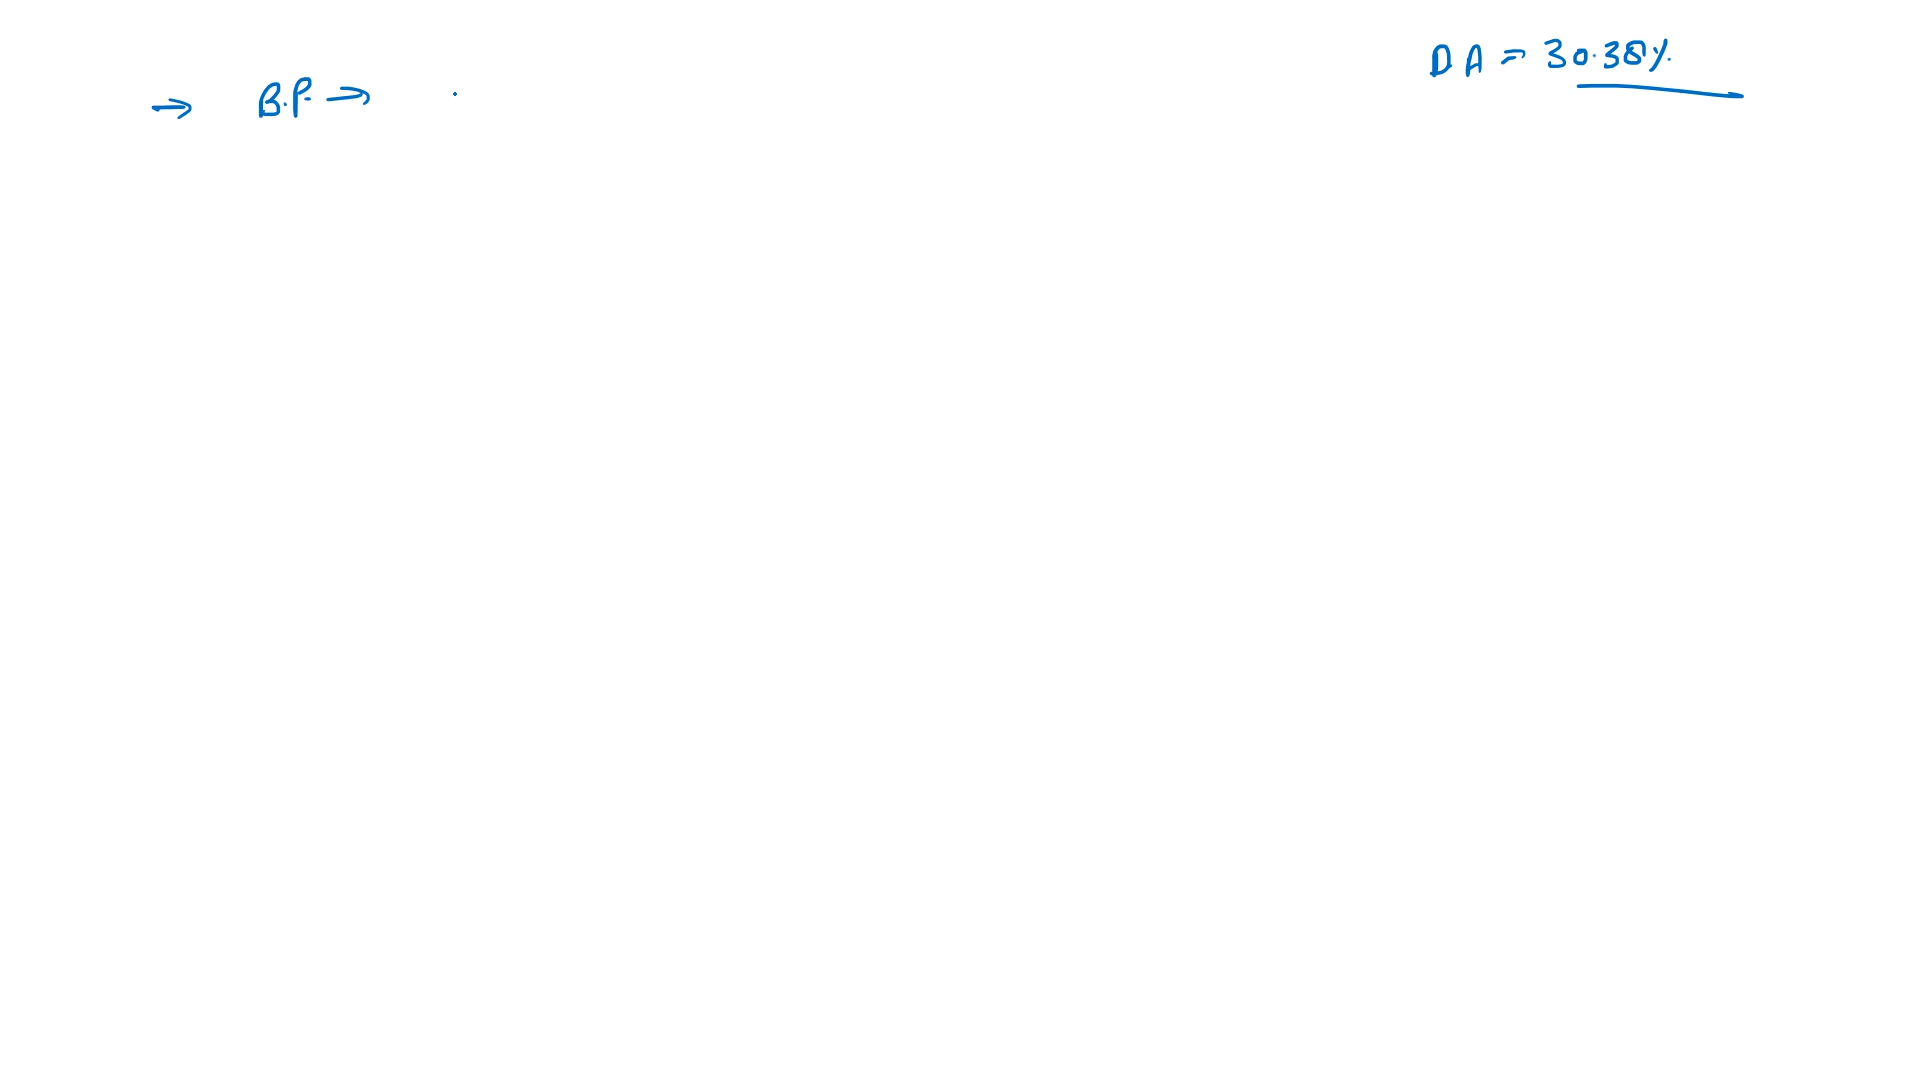 DA = 30.38%
→ B.P →